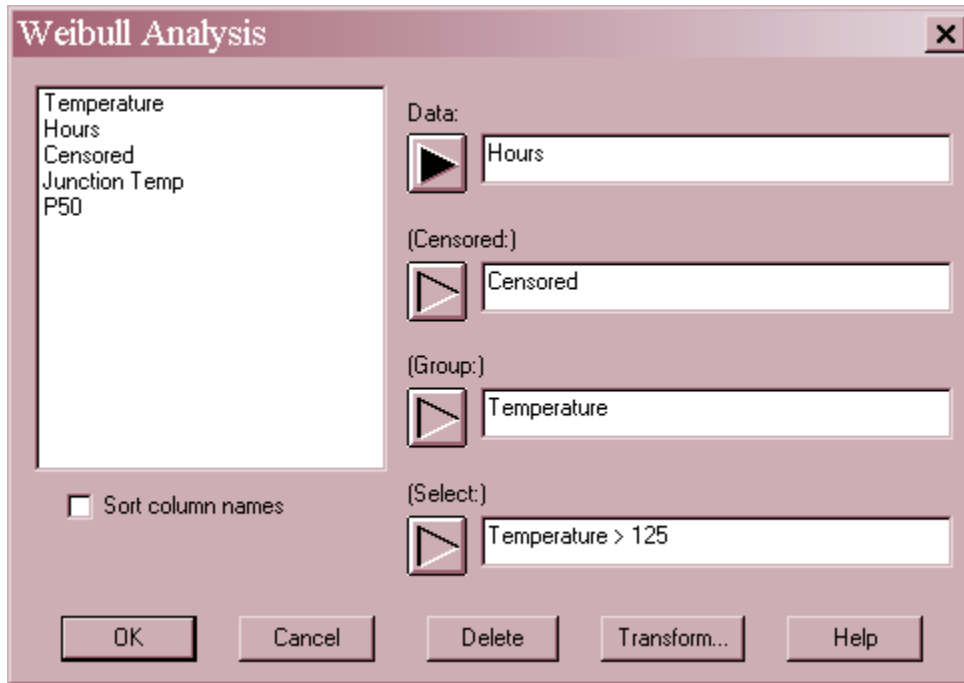 Weibull Analysis
Temperature
Hours
Censored
Junction Temp
P50
Sort column names
Data:
Hours
(Censored:)
Censored
(Group:)
Temperature
(Select:)
Temperature > 125
OK Cancel Delete Transform... Help